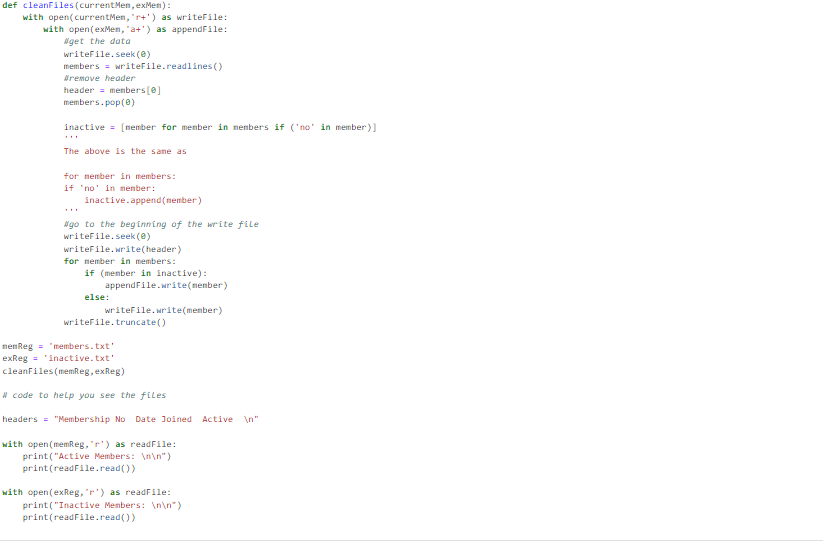 def cleanFiles(currentMem,exMem):
    with open(currentMem,'r+') as writeFile:
        with open(exMem,'a+') as appendFile:
            #get the data
            writeFile.seek(0)
            members = writeFile.readlines()
            #remove header
            header = members[0]
            members.pop(0)

            inactive = [member for member in members if ('no' in member)]
            '''
            The above is the same as

            for member in members:
            if 'no' in member:
                inactive.append(member)
            '''
            #go to the beginning of the write file
            writeFile.seek(0)
            writeFile.write(header)
            for member in members:
                if (member in inactive):
                    appendFile.write(member)
                else:
                    writeFile.write(member)
            writeFile.truncate()

memReg = 'members.txt'
exReg = 'inactive.txt'
cleanFiles(memReg,exReg)

# code to help you see the files

headers = "Membership No  Date Joined  Active  \n"

with open(memReg,'r') as readFile:
    print("Active Members: \n\n")
    print(readFile.read())

with open(exReg,'r') as readFile:
    print("Inactive Members: \n\n")
    print(readFile.read())